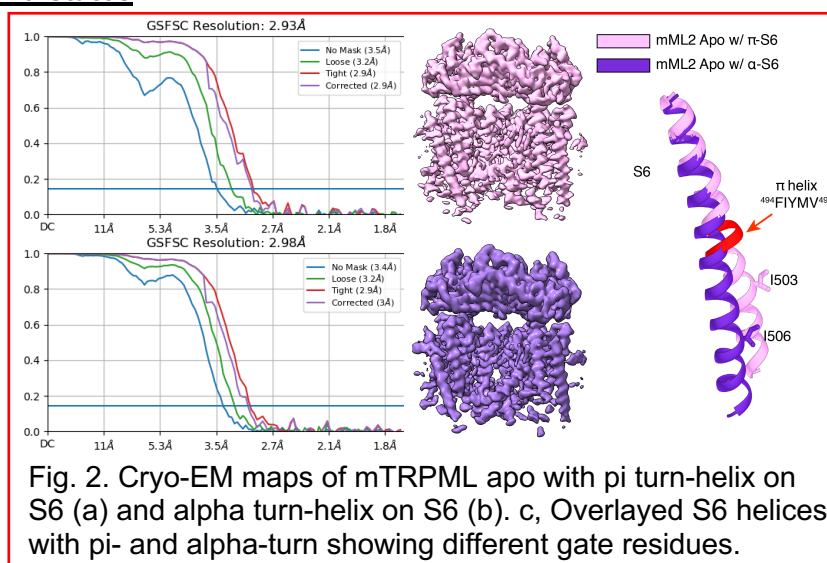 GSFSC Resolution: 2.93Å
1.0
0.8
0.6
0.4
0.2
0.0
No Mask (3.5Å)
Loose (3.2Å)
Tight (2.9Å)
Corrected (2.9Å)
DC 11Å 5.3Å 3.5Å 2.7Å 2.1Å 1.8Å
GSFSC Resolution: 2.98Å
1.0
0.8
0.6
0.4
0.2
0.0
No Mask (3.4Å)
Loose (3.2Å)
Tight (2.9Å)
Corrected (3Å)
DC 11Å 5.3Å 3.5Å 2.7Å 2.1Å 1.8Å
mML2 Apo w/ π-S6
mML2 Apo w/ α-S6
S6
π helix
⁴⁹⁴FIYMV⁴⁹
I503
I506
Fig. 2. Cryo-EM maps of mTRPML apo with pi turn-helix on
S6 (a) and alpha turn-helix on S6 (b). c, Overlayed S6 helices
with pi- and alpha-turn showing different gate residues.